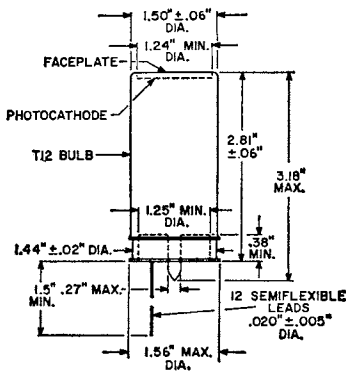 1.50"±.06"
DIA.
1.24" MIN.
DIA.
FACEPLATE
PHOTOCATHODE
T12 BULB
2.81"
±.06"
3.18"
MAX.
1.25" MIN.
DIA.
1.44" ±.02" DIA.
.38"
MIN.
1.5"
MIN.
.27" MAX.
12 SEMIFLEXIBLE
LEADS
.020"±.005"
DIA.
1.56" MAX.
DIA.